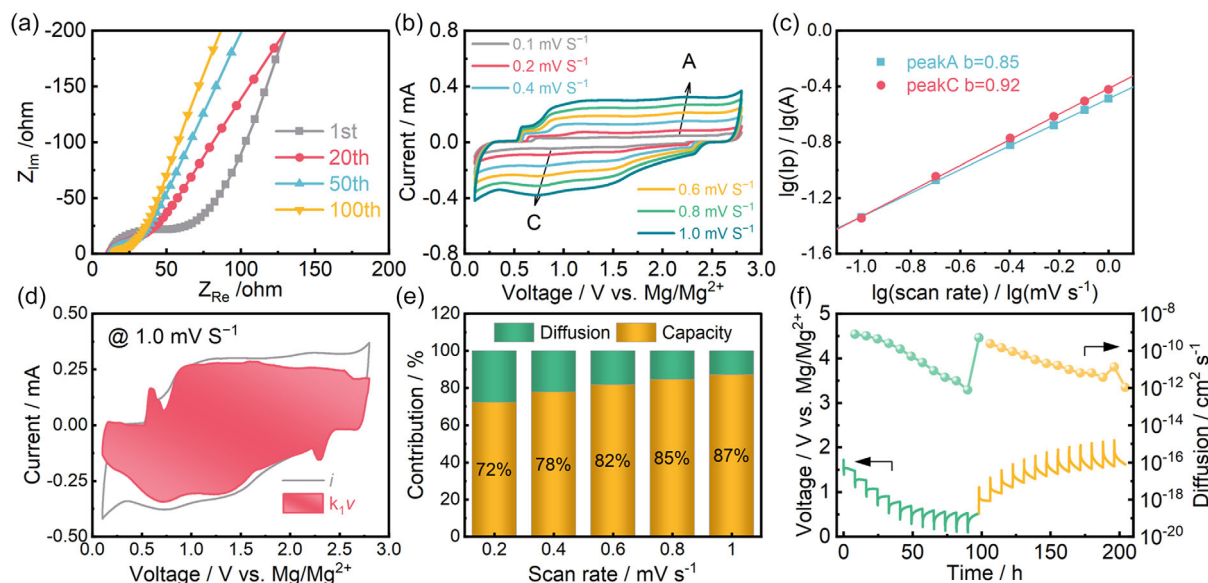 (a)
-200
-150
-100
-50
0
Z_Im /ohm
1st
20th
50th
100th
0 50 100 150 200
Z_Re /ohm
(b)
0.8
0.4
0.0
-0.4
-0.8
Current / mA
0.1 mV S⁻¹
0.2 mV S⁻¹
0.4 mV S⁻¹
A
C
0.6 mV S⁻¹
0.8 mV S⁻¹
1.0 mV S⁻¹
0.0 0.5 1.0 1.5 2.0 2.5 3.0
Voltage / V vs. Mg/Mg²⁺
(c)
0.0
-0.4
-0.8
-1.2
-1.6
lg(Ip) / lg(A)
peakA b=0.85
peakC b=0.92
-1.0 -0.8 -0.6 -0.4 -0.2 0.0
lg(scan rate) / lg(mV s⁻¹)
(d)
0.50
0.25
0.00
-0.25
-0.50
Current / mA
@ 1.0 mV S⁻¹
i
k₁v
0.0 0.5 1.0 1.5 2.0 2.5 3.0
Voltage / V vs. Mg/Mg²⁺
(e)
120
100
80
60
40
20
0
Contribution / %
Diffusion
Capacity
72% 78% 82% 85% 87%
0.2 0.4 0.6 0.8 1
Scan rate / mV s⁻¹
(f)
5
4
3
2
1
0
Voltage / V vs. Mg/Mg²⁺
10⁻⁸
10⁻¹⁰
10⁻¹²
10⁻¹⁴
10⁻¹⁶
10⁻¹⁸
10⁻²⁰
Diffusion / cm² s⁻¹
0 50 100 150 200
Time / h